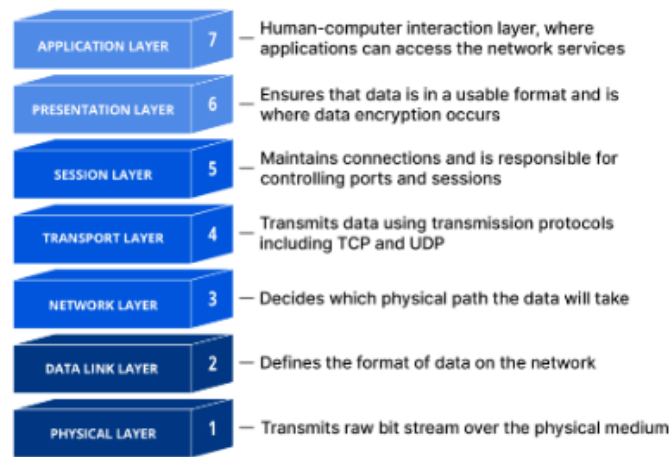 APPLICATION LAYER 7 — Human-computer interaction layer, where
applications can access the network services
PRESENTATION LAYER 6 — Ensures that data is in a usable format and is
where data encryption occurs
SESSION LAYER 5 — Maintains connections and is responsible for
controlling ports and sessions
TRANSPORT LAYER 4 — Transmits data using transmission protocols
including TCP and UDP
NETWORK LAYER 3 — Decides which physical path the data will take
DATA LINK LAYER 2 — Defines the format of data on the network
PHYSICAL LAYER 1 — Transmits raw bit stream over the physical medium